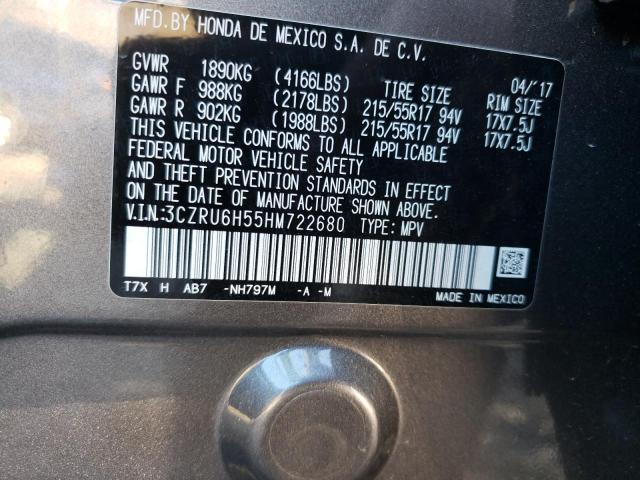 MFD.BY HONDA DE MEXICO S.A. DE C.V.
04/'17
GVWR 1890KG (4166LBS) TIRE SIZE RIM SIZE
GAWR F 988KG (2178LBS) 215/55R17 94V 17X7.5J
GAWR R 902KG (1988LBS) 215/55R17 94V 17X7.5J
THIS VEHICLE CONFORMS TO ALL APPLICABLE
FEDERAL MOTOR VEHICLE SAFETY
AND THEFT PREVENTION STANDARDS IN EFFECT
ON THE DATE OF MANUFACTURE SHOWN ABOVE.
V.I.N:3CZRU6H55HM722680 TYPE: MPV
T7X H AB7 -NH797M -A -M
MADE IN MEXICO